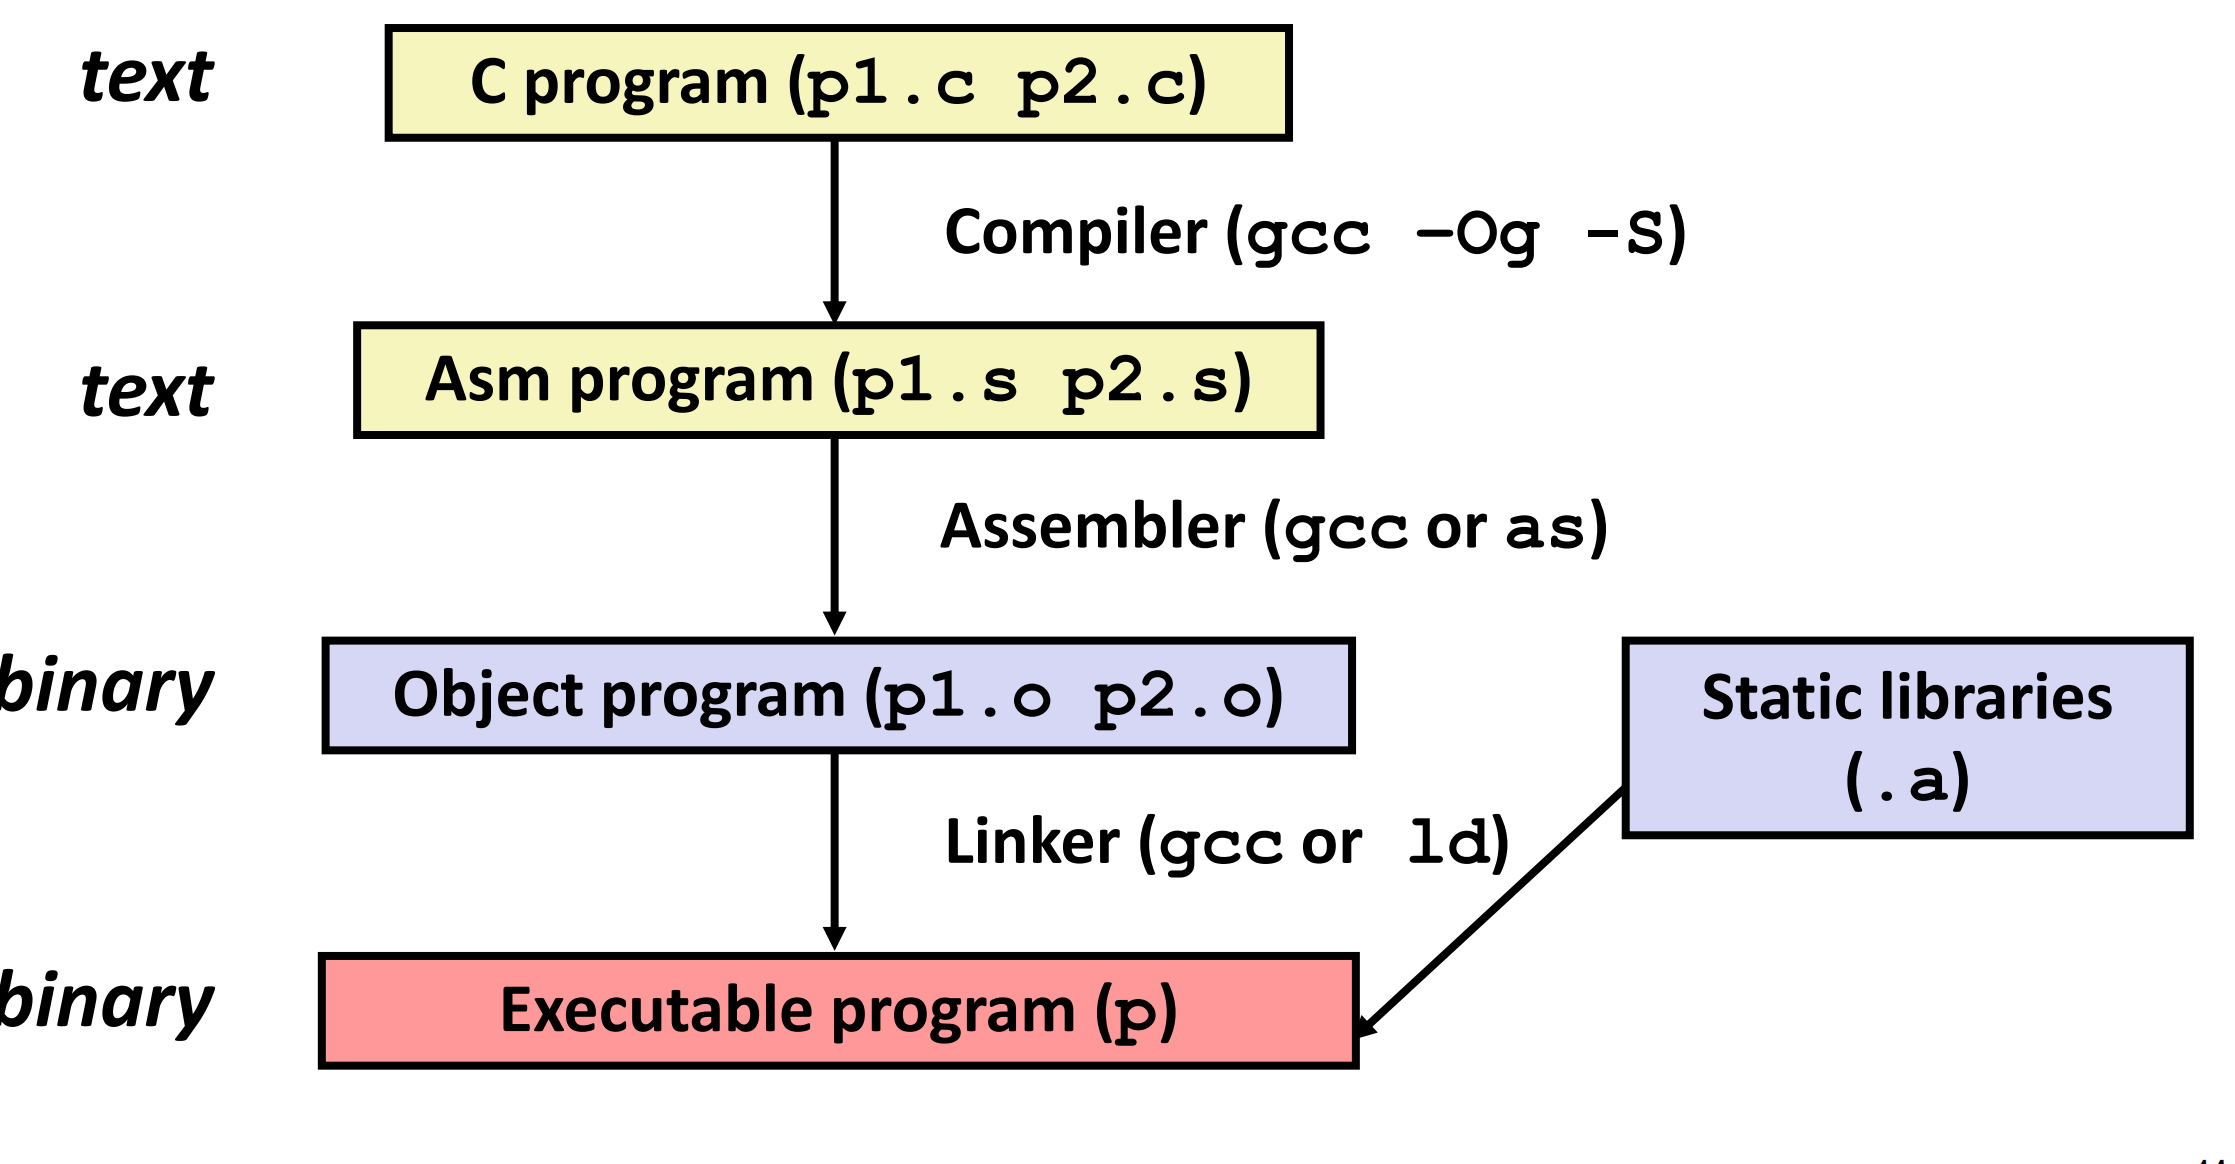 text
C program (p1.c p2.c)
Compiler (gcc –Og -S)
text
Asm program (p1.s p2.s)
Assembler (gcc or as)
binary
Object program (p1.o p2.o)
Static libraries
(.a)
Linker (gcc or ld)
binary
Executable program (p)